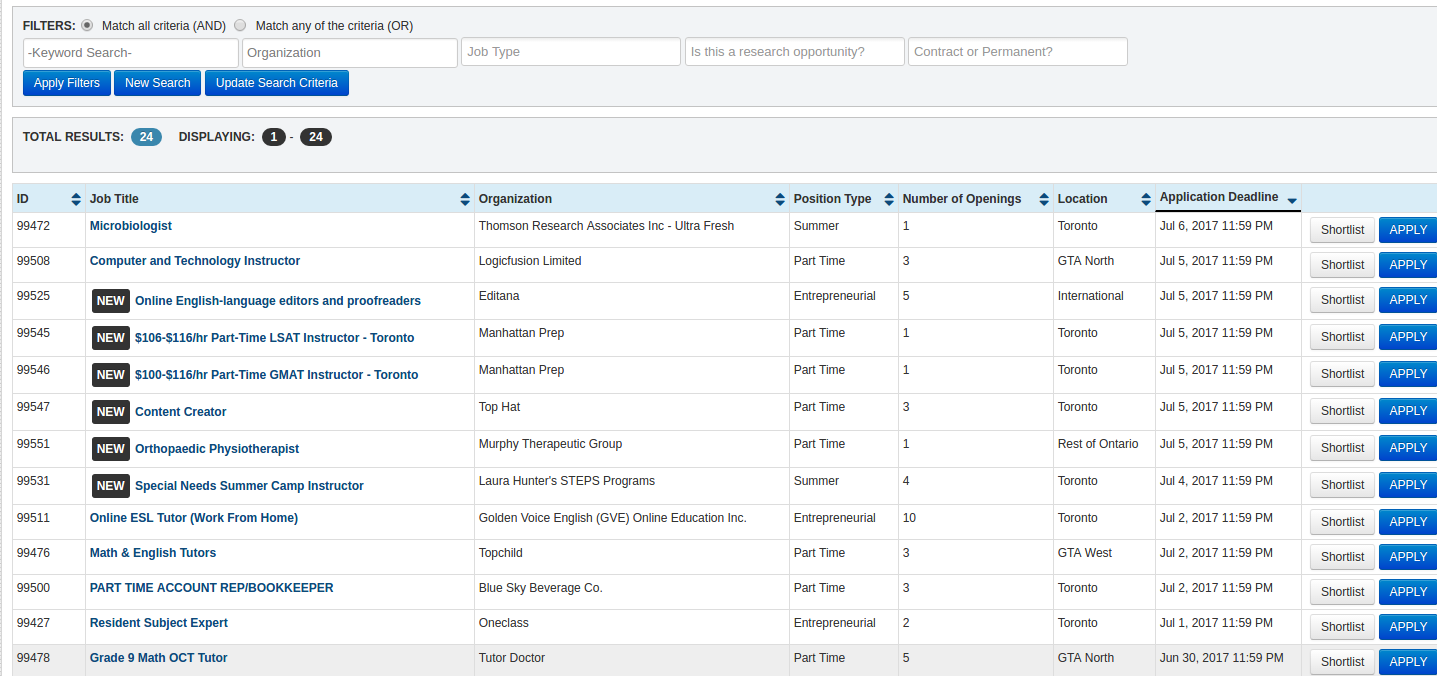 FILTERS: Match all criteria (AND) Match any of the criteria (OR)
-Keyword Search- Organization Job Type Is this a research opportunity? Contract or Permanent?
Apply Filters New Search Update Search Criteria
TOTAL RESULTS: 24 DISPLAYING: 1 - 24
ID Job Title Organization Position Type Number of Openings Location Application Deadline
99472 Microbiologist Thomson Research Associates Inc - Ultra Fresh Summer 1 Toronto Jul 6, 2017 11:59 PM Shortlist APPLY
99508 Computer and Technology Instructor Logicfusion Limited Part Time 3 GTA North Jul 5, 2017 11:59 PM Shortlist APPLY
99525 NEW Online English-language editors and proofreaders Editana Entrepreneurial 5 International Jul 5, 2017 11:59 PM Shortlist APPLY
99545 NEW $106-$116/hr Part-Time LSAT Instructor - Toronto Manhattan Prep Part Time 1 Toronto Jul 5, 2017 11:59 PM Shortlist APPLY
99546 NEW $100-$116/hr Part-Time GMAT Instructor - Toronto Manhattan Prep Part Time 1 Toronto Jul 5, 2017 11:59 PM Shortlist APPLY
99547 NEW Content Creator Top Hat Part Time 3 Toronto Jul 5, 2017 11:59 PM Shortlist APPLY
99551 NEW Orthopaedic Physiotherapist Murphy Therapeutic Group Part Time 1 Rest of Ontario Jul 5, 2017 11:59 PM Shortlist APPLY
99531 NEW Special Needs Summer Camp Instructor Laura Hunter's STEPS Programs Summer 4 Toronto Jul 4, 2017 11:59 PM Shortlist APPLY
99511 Online ESL Tutor (Work From Home) Golden Voice English (GVE) Online Education Inc. Entrepreneurial 10 Toronto Jul 2, 2017 11:59 PM Shortlist APPLY
99476 Math & English Tutors Topchild Part Time 3 GTA West Jul 2, 2017 11:59 PM Shortlist APPLY
99500 PART TIME ACCOUNT REP/BOOKKEEPER Blue Sky Beverage Co. Part Time 3 Toronto Jul 2, 2017 11:59 PM Shortlist APPLY
99427 Resident Subject Expert Oneclass Entrepreneurial 2 Toronto Jul 1, 2017 11:59 PM Shortlist APPLY
99478 Grade 9 Math OCT Tutor Tutor Doctor Part Time 5 GTA North Jun 30, 2017 11:59 PM Shortlist APPLY